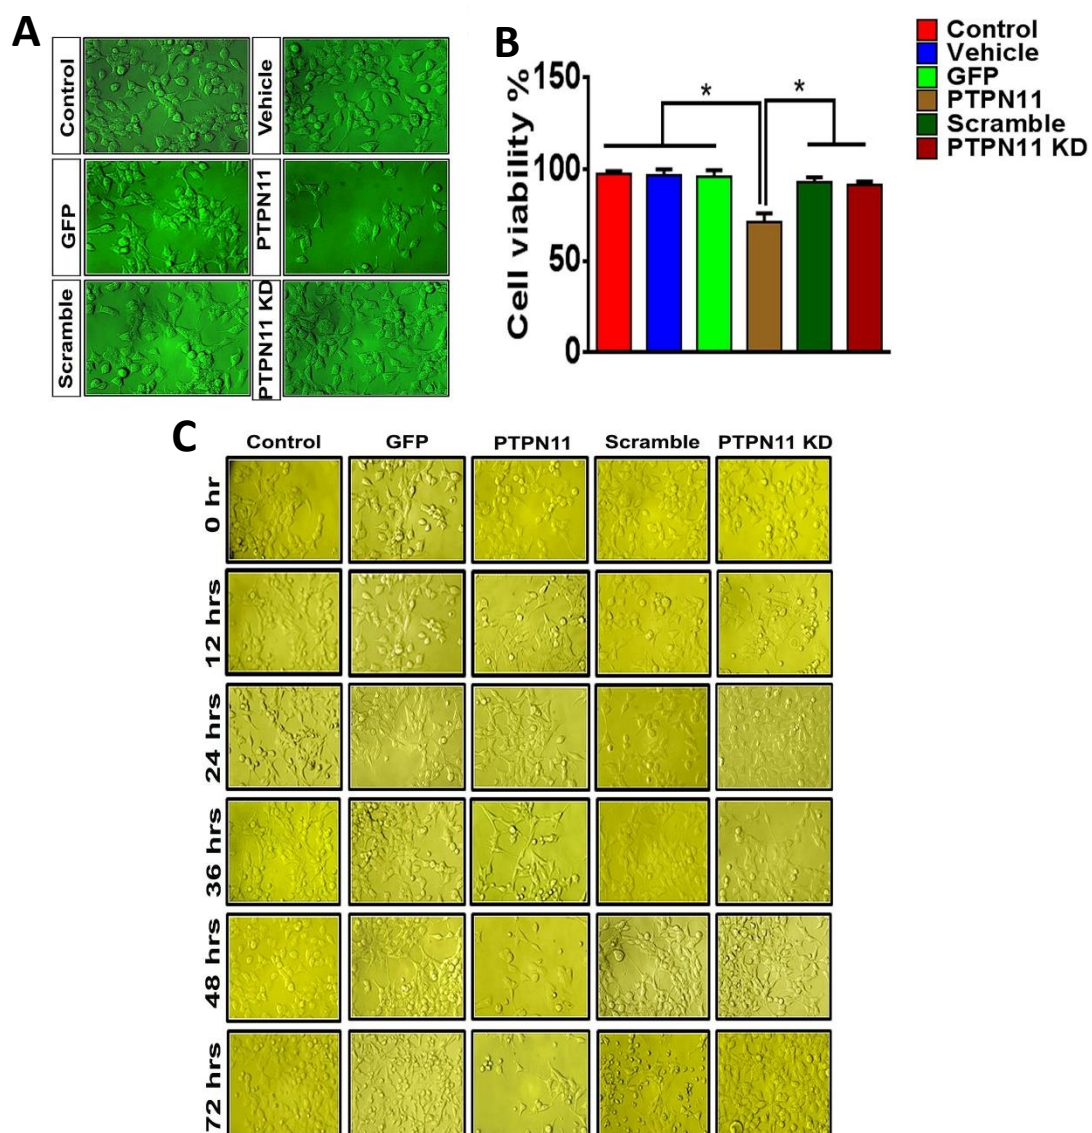 A
Control
Vehicle
GFP
PTPN11
Scramble
PTPN11 KD
B
Cell viability %
150
100
50
0
*
*
Control
Vehicle
GFP
PTPN11
Scramble
PTPN11 KD
C
Control GFP PTPN11 Scramble PTPN11 KD
0 hr
12 hrs
24 hrs
36 hrs
48 hrs
72 hrs